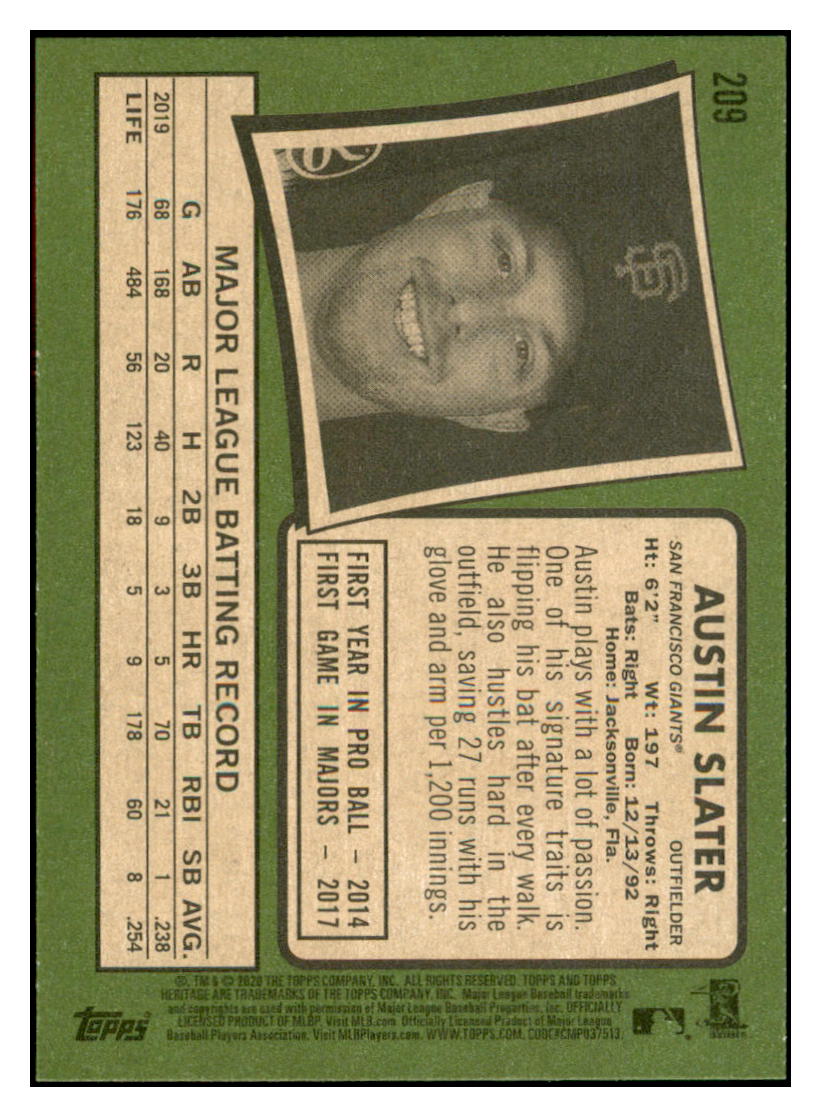 209
AUSTIN SLATER
SAN FRANCISCO GIANTS® OUTFIELDER
Ht: 6'2" Wt: 197 Throws: Right
Bats: Right Born: 12/13/92
Home: Jacksonville, Fla.
Austin plays with a lot of passion.
One of his signature traits is
flipping his bat after every walk.
He also hustles hard in the
outfield, saving 27 runs with his
glove and arm per 1,200 innings.
FIRST YEAR IN PRO BALL – 2014
FIRST GAME IN MAJORS – 2017
MAJOR LEAGUE BATTING RECORD
G AB R H 2B 3B HR TB RBI SB AVG.
2019 68 168 20 40 9 3 5 70 21 1 .238
LIFE 176 484 56 123 18 5 9 178 60 8 .254
®, TM & © 2020 THE TOPPS COMPANY, INC. ALL RIGHTS RESERVED. TOPPS AND TOPPS
HERITAGE ARE TRADEMARKS OF THE TOPPS COMPANY, INC. Major League Baseball trademarks
and copyrights are used with permission of Major League Baseball Properties, Inc. OFFICIALLY
LICENSED PRODUCT OF MLBP. Visit MLB.com Officially Licensed Product of Major League
Baseball Players Association. Visit MLBPlayers.com. WWW.TOPPS.COM. CODE#CMP037513
topps